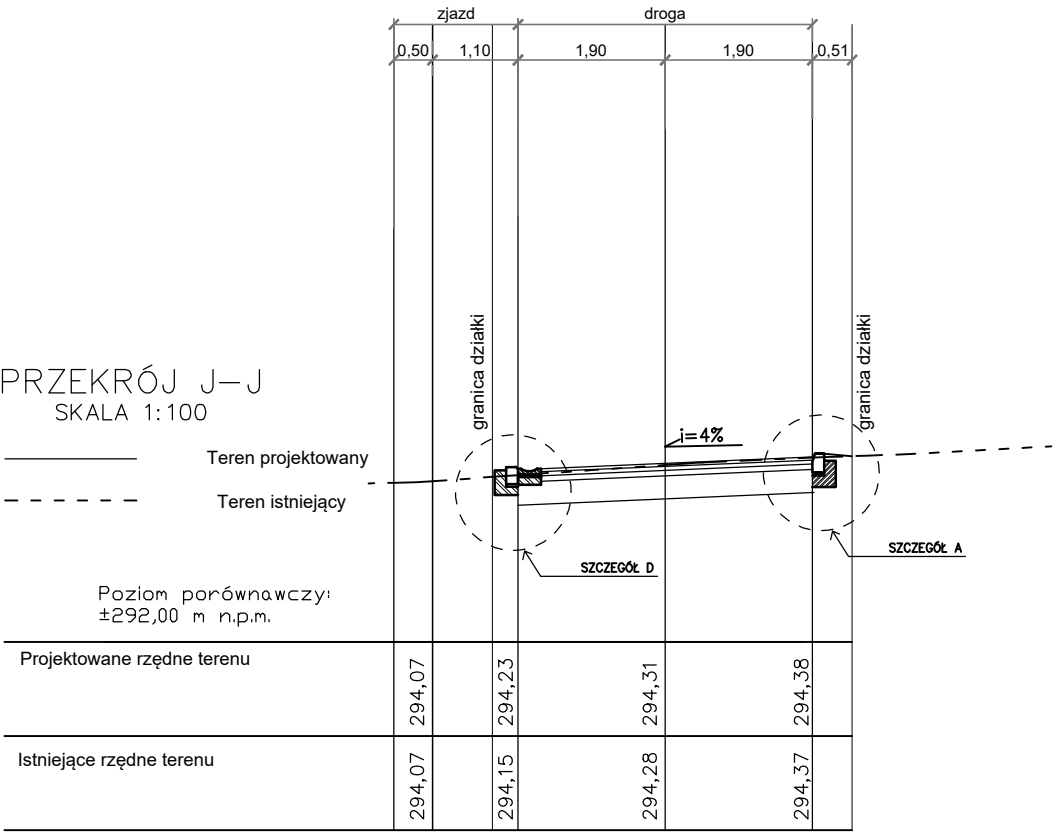 zjazd
droga
0,50
1,10
1,90
1,90
0,51
granica działki
granica działki
PRZEKRÓJ J-J
SKALA 1:100
i=4%
Teren projektowany
Teren istniejący
SZCZEGÓŁ A
SZCZEGÓŁ D
Poziom porównawczy:
±292,00 m n.p.m.
Projektowane rzędne terenu
294,07
294,23
294,31
294,38
Istniejące rzędne terenu
294,07
294,15
294,28
294,37